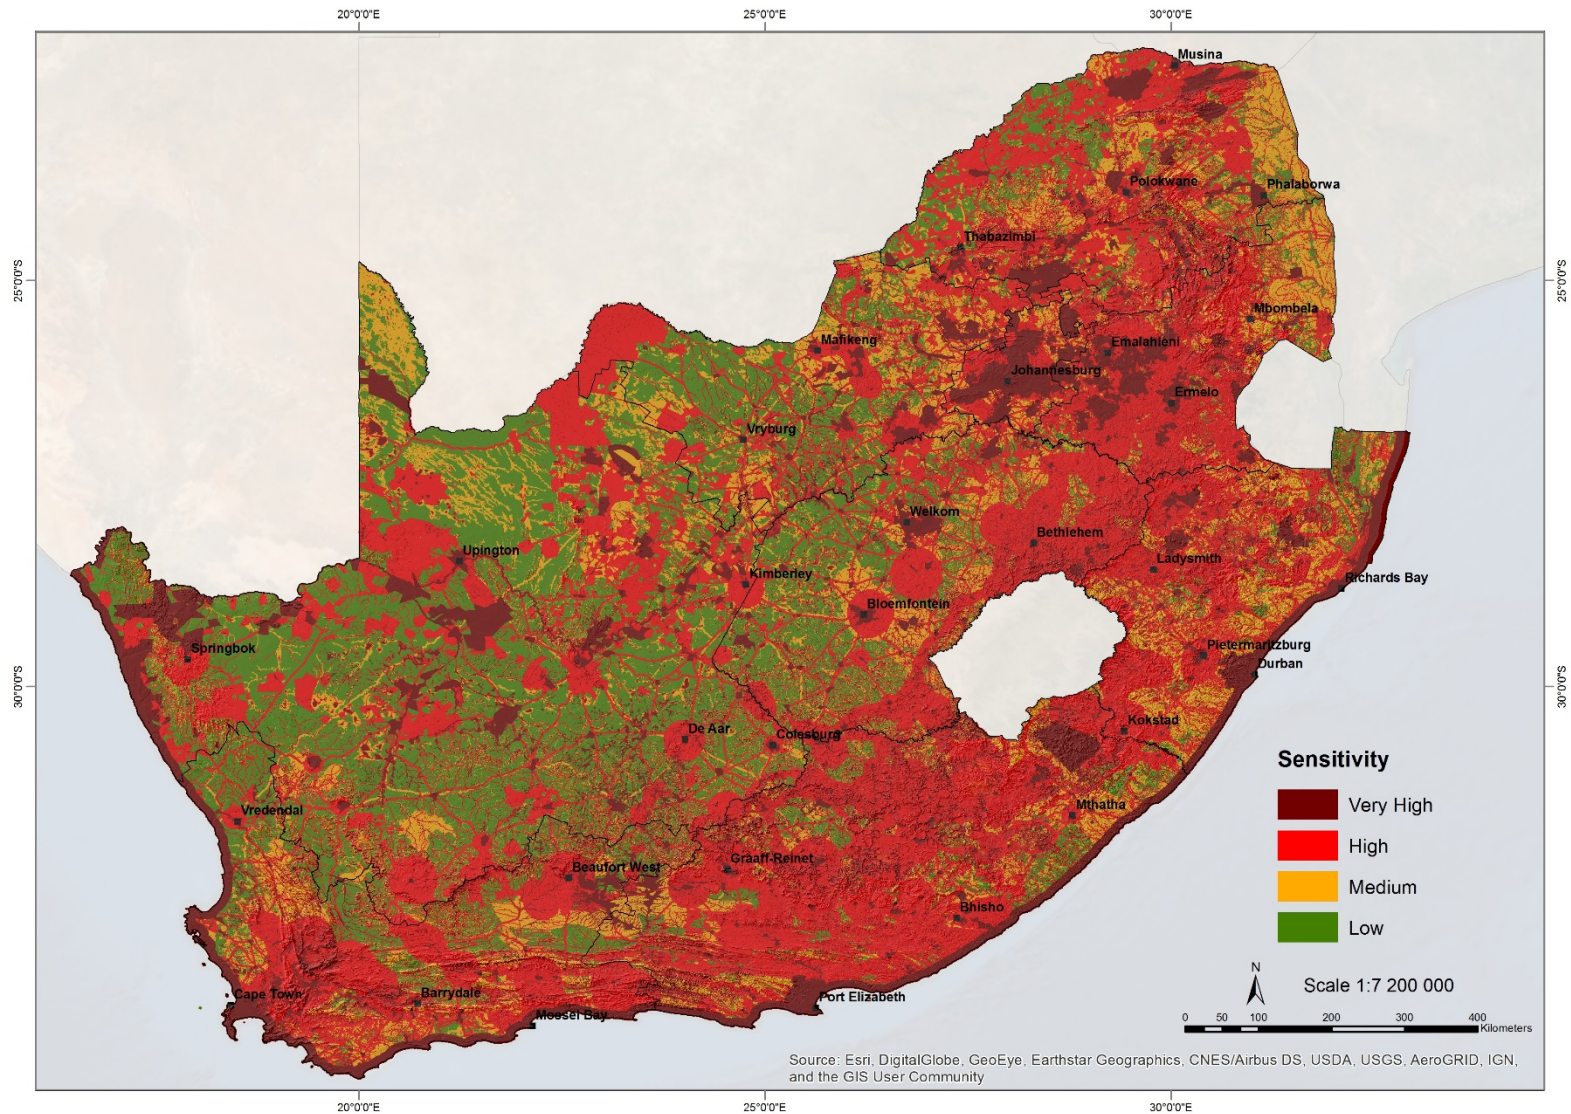 20°0'0"E
25°0'0"E
30°0'0"E
Musina
Polokwane
Phalaborwa
Thabazimbi
25°0'0"S
25°0'0"S
Mbombela
Mafikeng
Emalahleni
Johannesburg
Ermelo
Vryburg
Welkom
Bethlehem
Upington
Ladysmith
Kimberley
Richards Bay
Bloemfontein
Springbok
Pietermaritzburg
Durban
30°0'0"S
30°0'0"S
Kokstad
De Aar
Colesburg
Sensitivity
Very High
High
Medium
Low
Vredendal
Mthatha
Beaufort West
Graaff-Reinet
Bhisho
N
Scale 1:7 200 000
Cape Town
Barrydale
Port Elizabeth
Mossel Bay
0 50 100 200 300 400
Kilometers
Source: Esri, DigitalGlobe, GeoEye, Earthstar Geographics, CNES/Airbus DS, USDA, USGS, AeroGRID, IGN,
and the GIS User Community
20°0'0"E
25°0'0"E
30°0'0"E